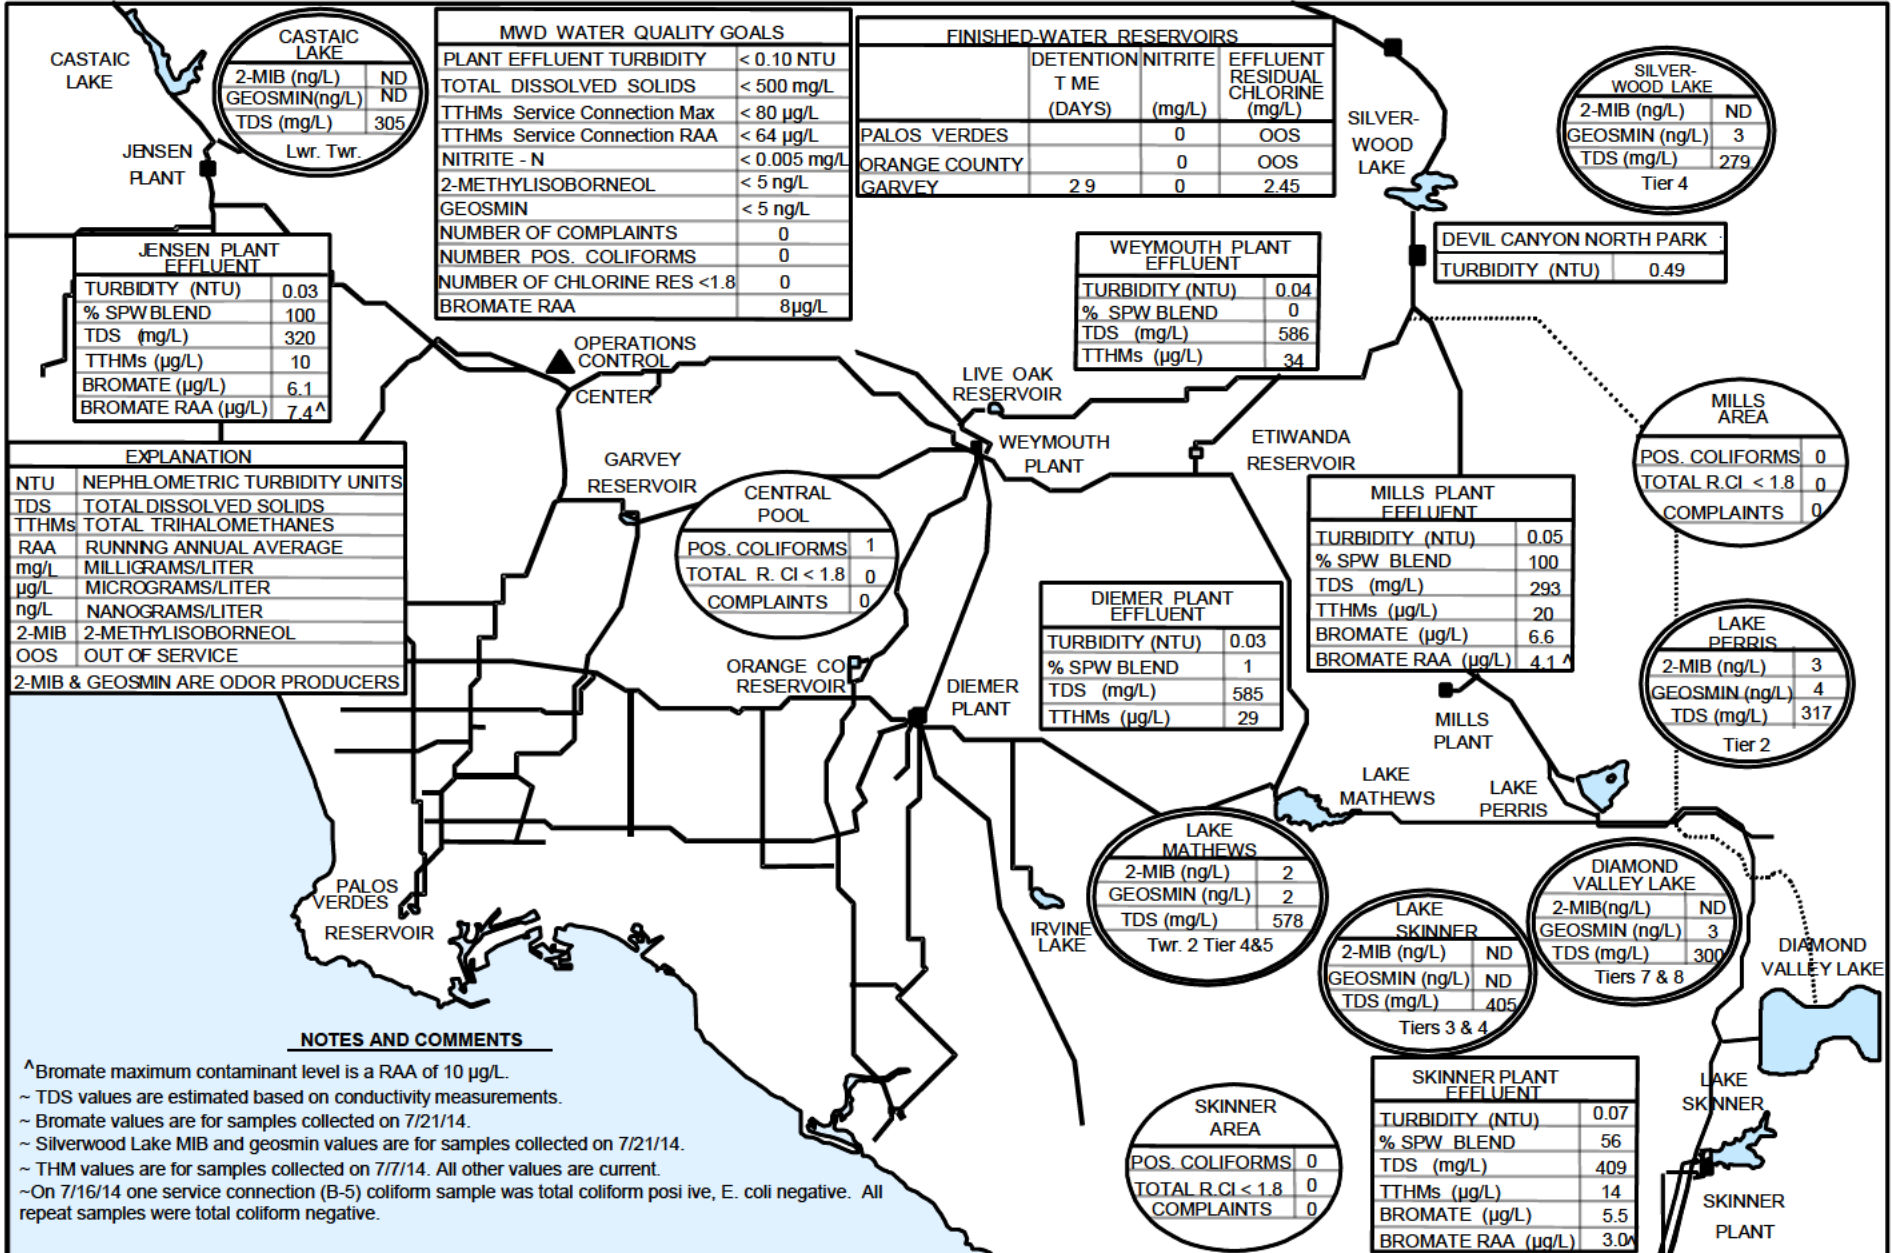 CASTAIC
LAKE
CASTAIC
LAKE
2-MIB (ng/L) ND
GEOSMIN(ng/L) ND
TDS (mg/L) 305
Lwr. Twr.
JENSEN
PLANT
MWD WATER QUALITY GOALS
PLANT EFFLUENT TURBIDITY < 0.10 NTU
TOTAL DISSOLVED SOLIDS < 500 mg/L
TTHMs Service Connection Max < 80 µg/L
TTHMs Service Connection RAA < 64 µg/L
NITRITE - N < 0.005 mg/L
2-METHYLISOBORNEOL < 5 ng/L
GEOSMIN < 5 ng/L
NUMBER OF COMPLAINTS 0
NUMBER POS. COLIFORMS 0
NUMBER OF CHLORINE RES <1.8 0
BROMATE RAA 8µg/L
FINISHED-WATER RESERVOIRS
DETENTION NITRITE EFFLUENT
RESIDUAL
T ME CHLORINE
(DAYS) (mg/L) (mg/L)
PALOS VERDES 0 OOS
ORANGE COUNTY 0 OOS
GARVEY 2 9 0 2.45
SILVER-
WOOD
LAKE
SILVER-
WOOD LAKE
2-MIB (ng/L) ND
GEOSMIN (ng/L) 3
TDS (mg/L) 279
Tier 4
DEVIL CANYON NORTH PARK
TURBIDITY (NTU) 0.49
JENSEN PLANT
EFFLUENT
TURBIDITY (NTU) 0.03
% SPW BLEND 100
TDS (mg/L) 320
TTHMs (µg/L) 10
BROMATE (µg/L) 6.1
BROMATE RAA (µg/L) 7.4^
WEYMOUTH PLANT
EFFLUENT
TURBIDITY (NTU) 0.04
% SPW BLEND 0
TDS (mg/L) 586
TTHMs (µg/L) 34
OPERATIONS
CONTROL
CENTER
LIVE OAK
RESERVOIR
WEYMOUTH
PLANT
ETIWANDA
RESERVOIR
GARVEY
RESERVOIR
MILLS
AREA
POS. COLIFORMS 0
TOTAL R.Cl < 1.8 0
COMPLAINTS 0
EXPLANATION
NTU NEPHELOMETRIC TURBIDITY UNITS
TDS TOTAL DISSOLVED SOLIDS
TTHMs TOTAL TRIHALOMETHANES
RAA RUNNING ANNUAL AVERAGE
mg/L MILLIGRAMS/LITER
µg/L MICROGRAMS/LITER
ng/L NANOGRAMS/LITER
2-MIB 2-METHYLISOBORNEOL
OOS OUT OF SERVICE
2-MIB & GEOSMIN ARE ODOR PRODUCERS
CENTRAL
POOL
POS. COLIFORMS 1
TOTAL R. Cl < 1.8 0
COMPLAINTS 0
MILLS PLANT
EFFLUENT
TURBIDITY (NTU) 0.05
% SPW BLEND 100
TDS (mg/L) 293
TTHMs (µg/L) 20
BROMATE (µg/L) 6.6
BROMATE RAA (µg/L) 4.1 ^
DIEMER PLANT
EFFLUENT
TURBIDITY (NTU) 0.03
% SPW BLEND 1
TDS (mg/L) 585
TTHMs (µg/L) 29
LAKE
PERRIS
2-MIB (ng/L) 3
GEOSMIN (ng/L) 4
TDS (mg/L) 317
Tier 2
ORANGE CO
RESERVOIR
DIEMER
PLANT
MILLS
PLANT
LAKE
MATHEWS
LAKE
PERRIS
LAKE
MATHEWS
2-MIB (ng/L) 2
GEOSMIN (ng/L) 2
TDS (mg/L) 578
Twr. 2 Tier 4&5
DIAMOND
VALLEY LAKE
2-MIB(ng/L) ND
GEOSMIN (ng/L) 3
TDS (mg/L) 300
Tiers 7 & 8
PALOS
VERDES
RESERVOIR
IRVINE
LAKE
LAKE
SKINNER
2-MIB (ng/L) ND
GEOSMIN (ng/L) ND
TDS (mg/L) 405
Tiers 3 & 4
DIAMOND
VALLEY LAKE
NOTES AND COMMENTS
^Bromate maximum contaminant level is a RAA of 10 µg/L.
~ TDS values are estimated based on conductivity measurements.
~ Bromate values are for samples collected on 7/21/14.
~ Silverwood Lake MIB and geosmin values are for samples collected on 7/21/14.
~ THM values are for samples collected on 7/7/14. All other values are current.
~On 7/16/14 one service connection (B-5) coliform sample was total coliform posi ive, E. coli negative. All
repeat samples were total coliform negative.
SKINNER
AREA
POS. COLIFORMS 0
TOTAL R.Cl < 1.8 0
COMPLAINTS 0
SKINNER PLANT
EFFLUENT
TURBIDITY (NTU) 0.07
% SPW BLEND 56
TDS (mg/L) 409
TTHMs (µg/L) 14
BROMATE (µg/L) 5.5
BROMATE RAA (µg/L) 3.0^
LAKE
SKINNER
SKINNER
PLANT